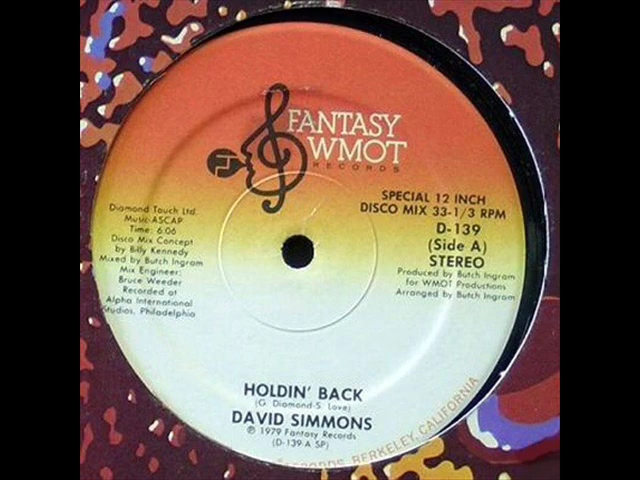 FANTASY
WMOT
RECORDS
SPECIAL 12 INCH
DISCO MIX 33-1/3 RPM
D-139
(Side A)
STEREO
Produced by Butch Ingram
for WMOT Productions
Arranged by Butch Ingram
Diamond Touch Ltd.
Music-ASCAP
Time: 6:06
Disco Mix Concept
by Billy Kennedy
Mixed by Butch Ingram
Mix Engineer:
Bruce Weeder
Recorded at
Alpha International
Studios, Philadelphia
HOLDIN' BACK
(G. Diamond-S. Love)
DAVID SIMMONS
℗ 1979 Fantasy Records
(D-139-A SP)
RECORDS, BERKELEY, CALIFORNIA